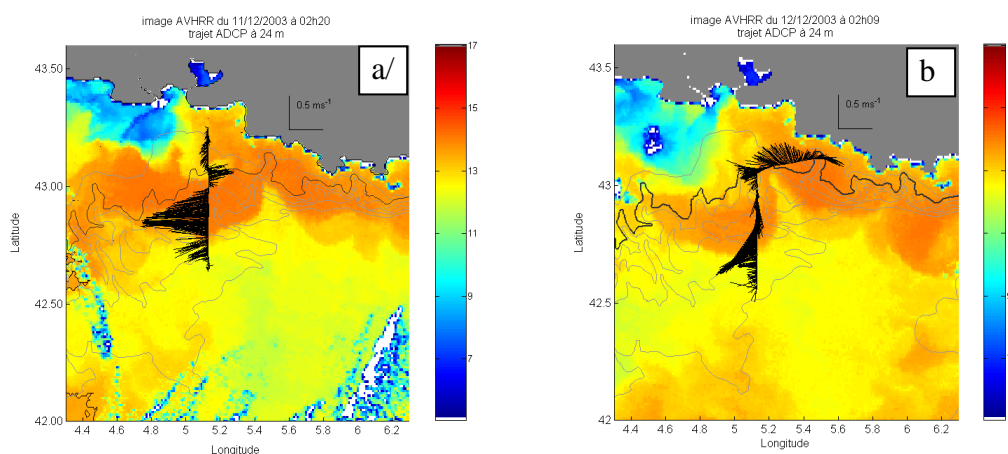 image AVHRR du 11/12/2003 à 02h20
trajet ADCP à 24 m
a/
0.5 ms-1
43.50
43.00
42.50
42.00
Latitude
4.4 4.6 4.8 5 5.2 5.4 5.6 5.8 6 6.2
Longitude
17
15
13
11
9
7
image AVHRR du 12/12/2003 à 02h09
trajet ADCP à 24 m
b
0.5 ms-1
43.5
43
42.5
42
Latitude
4.4 4.6 4.8 5 5.2 5.4 5.6 5.8 6 6.2
Longitude